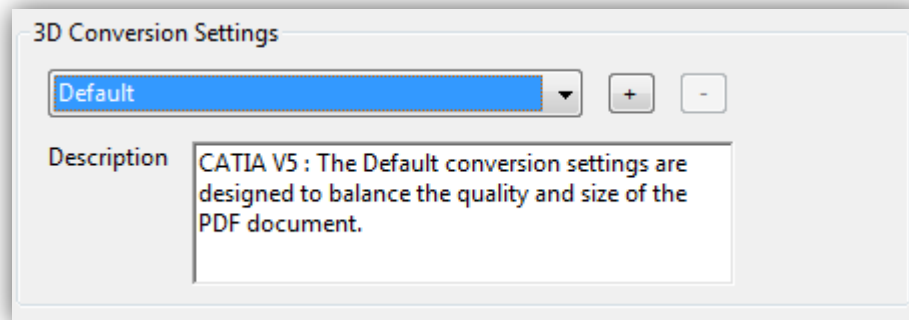 3D Conversion Settings
Default + -
Description
CATIA V5 : The Default conversion settings are
designed to balance the quality and size of the
PDF document.